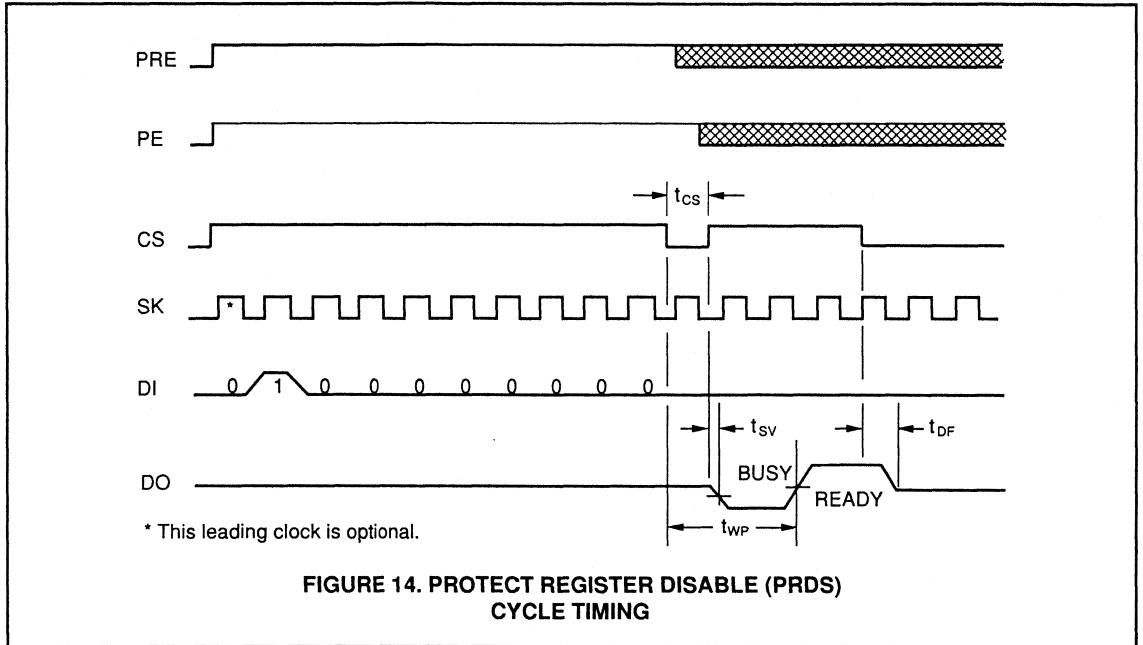 PRE
PE
t_CS
CS
SK *
DI 0 1 0 0 0 0 0 0 0 0
t_SV t_DF
DO BUSY READY
t_WP
* This leading clock is optional.
FIGURE 14. PROTECT REGISTER DISABLE (PRDS)
CYCLE TIMING